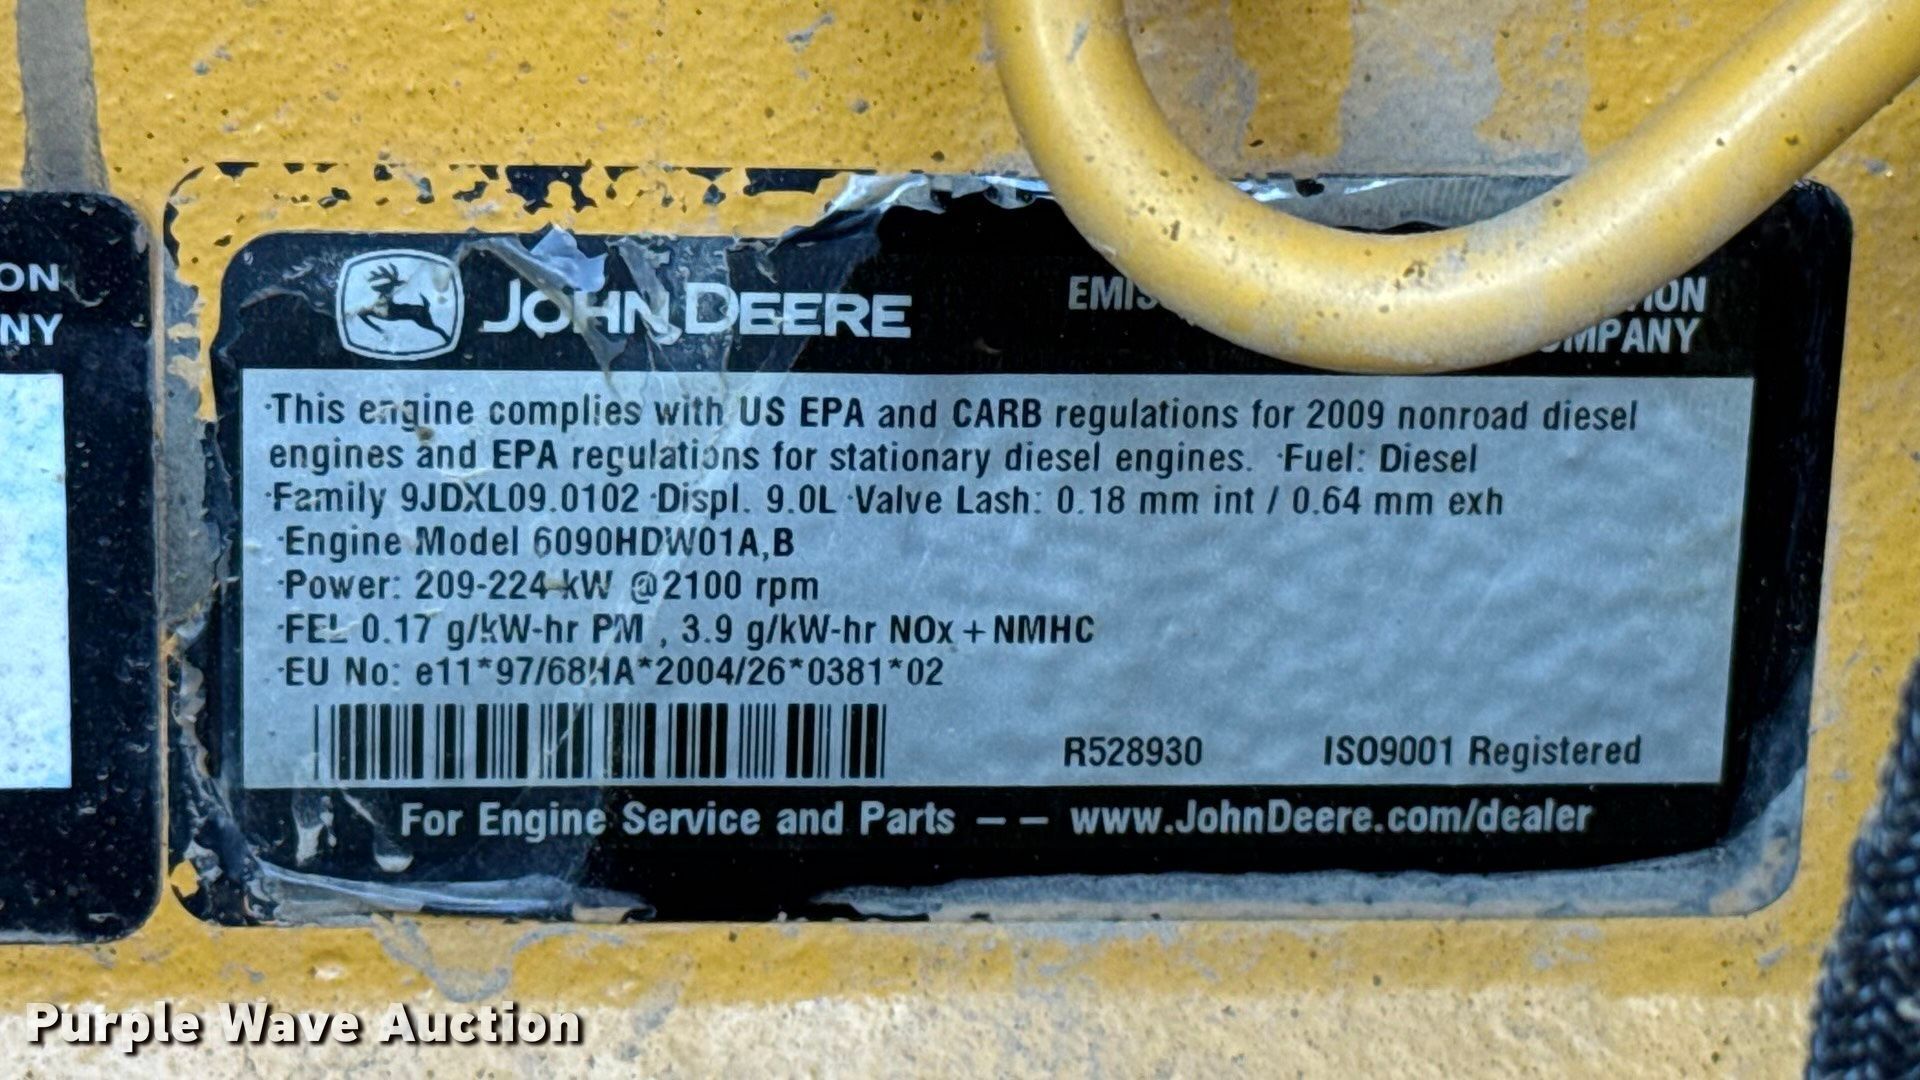 ON
NY
JOHN DEERE
COMPANY
·This engine complies with US EPA and CARB regulations for 2009 nonroad diesel
engines and EPA regulations for stationary diesel engines. ·Fuel: Diesel
·Family 9JDXL09.0102 ·Displ. 9.0L ·Valve Lash: 0.18 mm int / 0.64 mm exh
·Engine Model 6090HDW01A,B
·Power: 209-224 kW @2100 rpm
·FEL 0.17 g/kW-hr PM , 3.9 g/kW-hr NOx + NMHC
·EU No: e11*97/68HA*2004/26*0381*02
R528930 ISO9001 Registered
For Engine Service and Parts – – www.JohnDeere.com/dealer
Purple Wave Auction